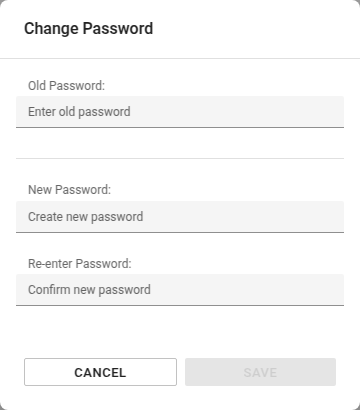 Change Password
Old Password:
Enter old password
New Password:
Create new password
Re-enter Password:
Confirm new password
CANCEL
SAVE